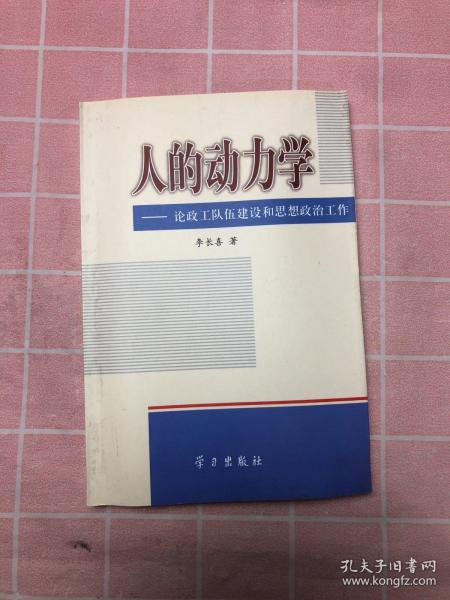 人的动力学
—— 论政工队伍建设和思想政治工作
李长喜 著
学习出版社
孔夫子旧书网
www.kongfz.com